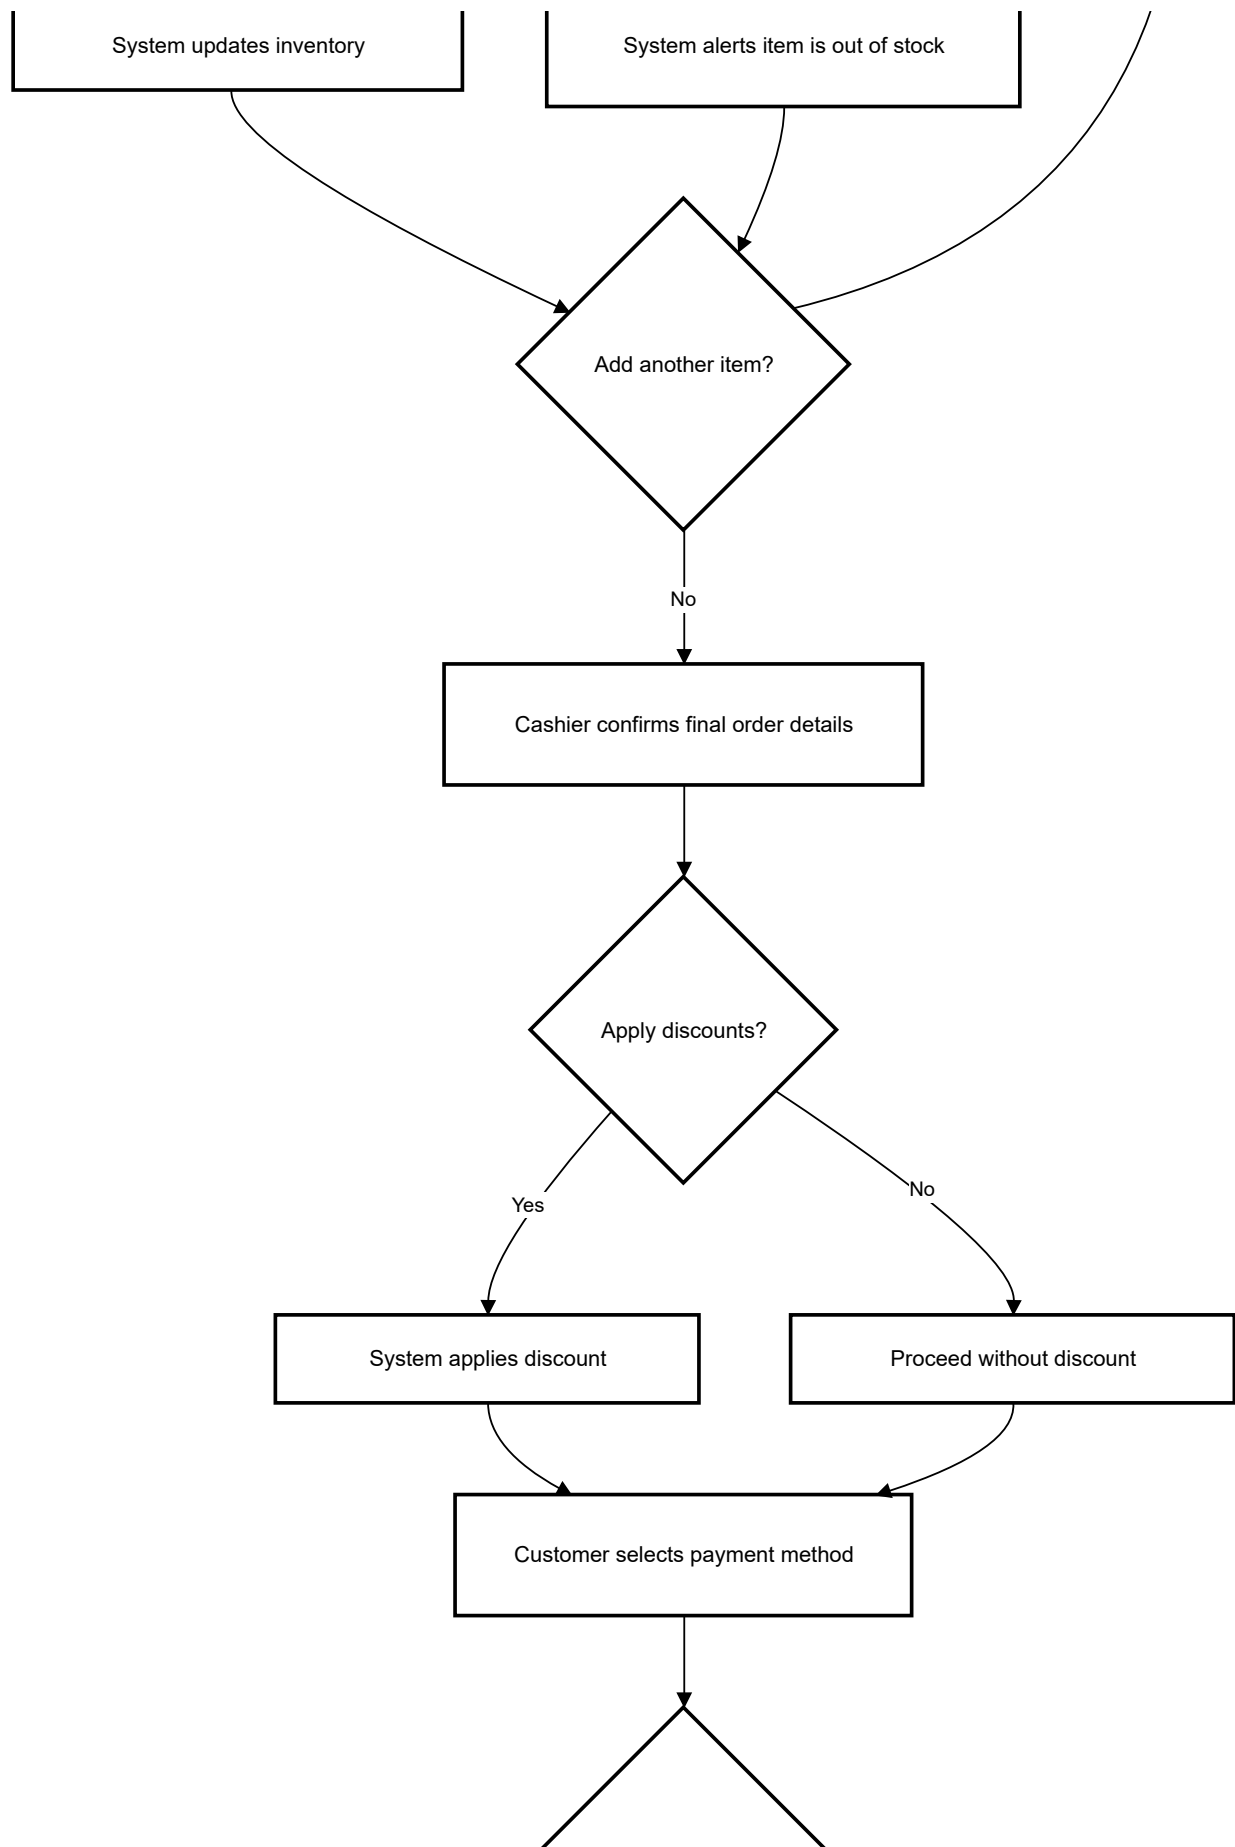 System updates inventory
System alerts item is out of stock
Add another item?
No
Cashier confirms final order details
Apply discounts?
Yes
No
System applies discount
Proceed without discount
Customer selects payment method